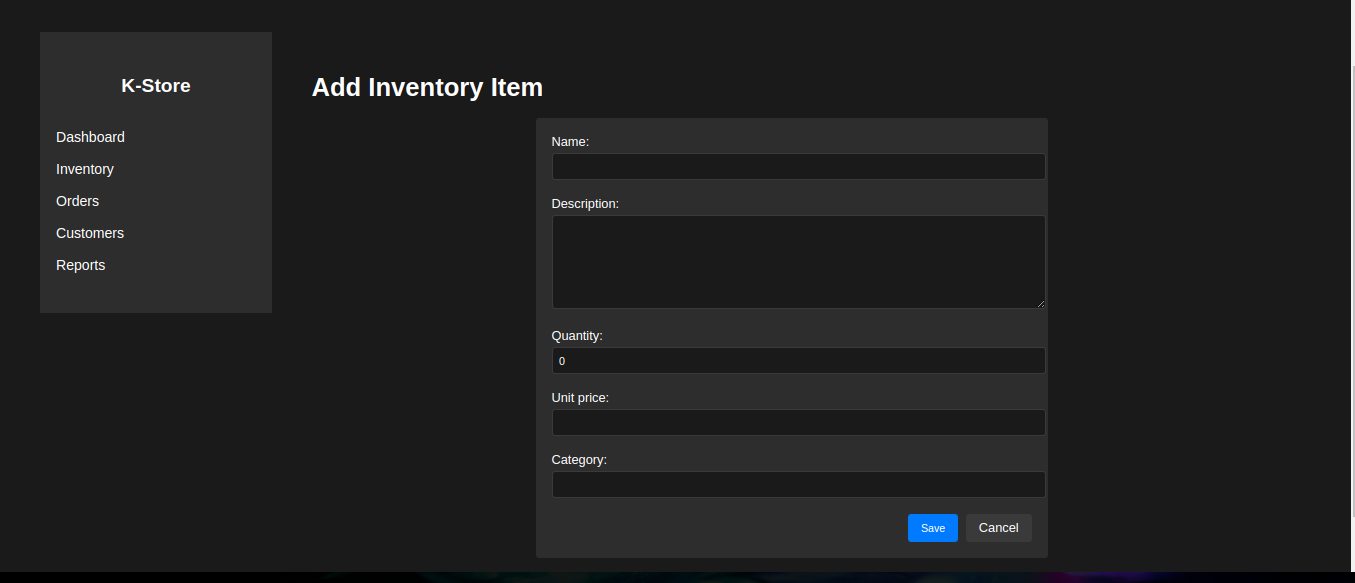 K-Store
Dashboard
Inventory
Orders
Customers
Reports
Add Inventory Item
Name:
Description:
Quantity:
0
Unit price:
Category:
Save Cancel